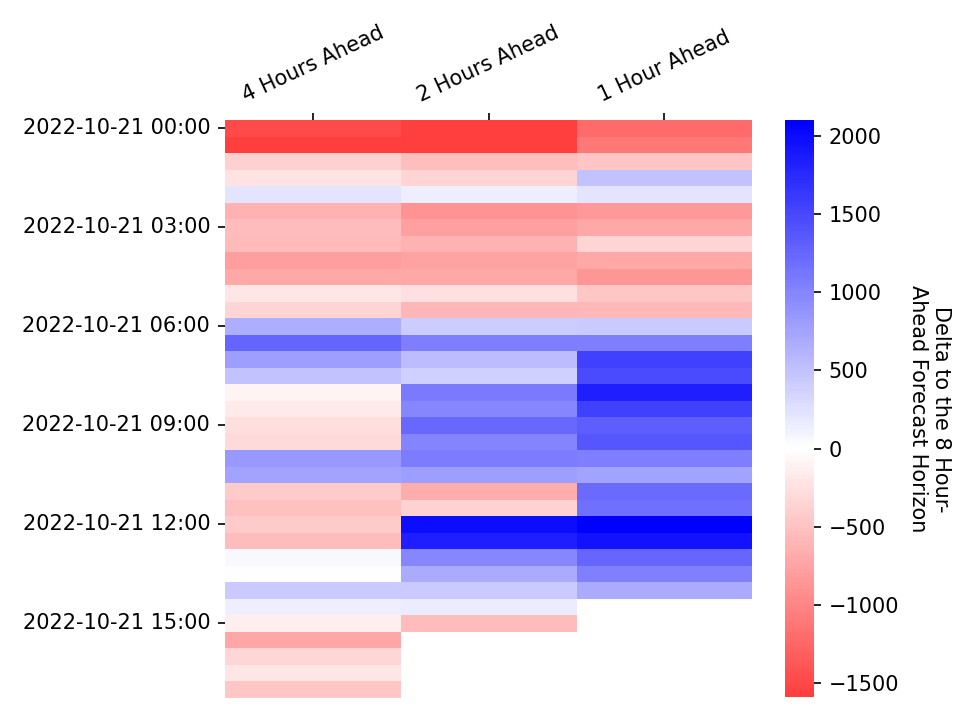 4 Hours Ahead
2 Hours Ahead
1 Hour Ahead
2022-10-21 00:00
2022-10-21 03:00
2022-10-21 06:00
2022-10-21 09:00
2022-10-21 12:00
2022-10-21 15:00
2000
1500
1000
500
0
−500
−1000
−1500
Delta to the 8 Hour-
Ahead Forecast Horizon